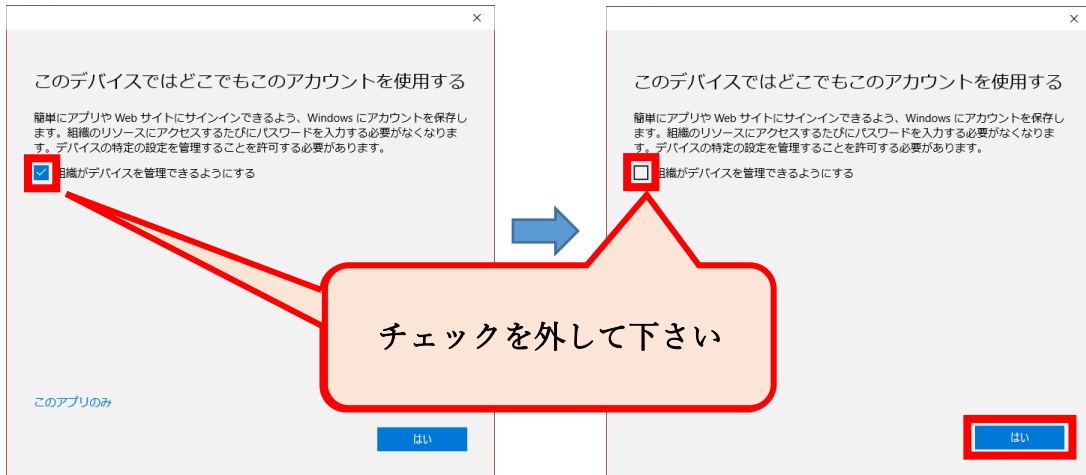 このデバイスではどこでもこのアカウントを使用する
簡単にアプリや Web サイトにサインインできるよう、Windows にアカウントを保存し
ます。組織のリソースにアクセスするたびにパスワードを入力する必要がなくなりま
す。デバイスの特定の設定を管理することを許可する必要があります。
組織がデバイスを管理できるようにする
このアプリのみ
はい
このデバイスではどこでもこのアカウントを使用する
簡単にアプリや Web サイトにサインインできるよう、Windows にアカウントを保存し
ます。組織のリソースにアクセスするたびにパスワードを入力する必要がなくなりま
す。デバイスの特定の設定を管理することを許可する必要があります。
組織がデバイスを管理できるようにする
チェックを外して下さい
はい